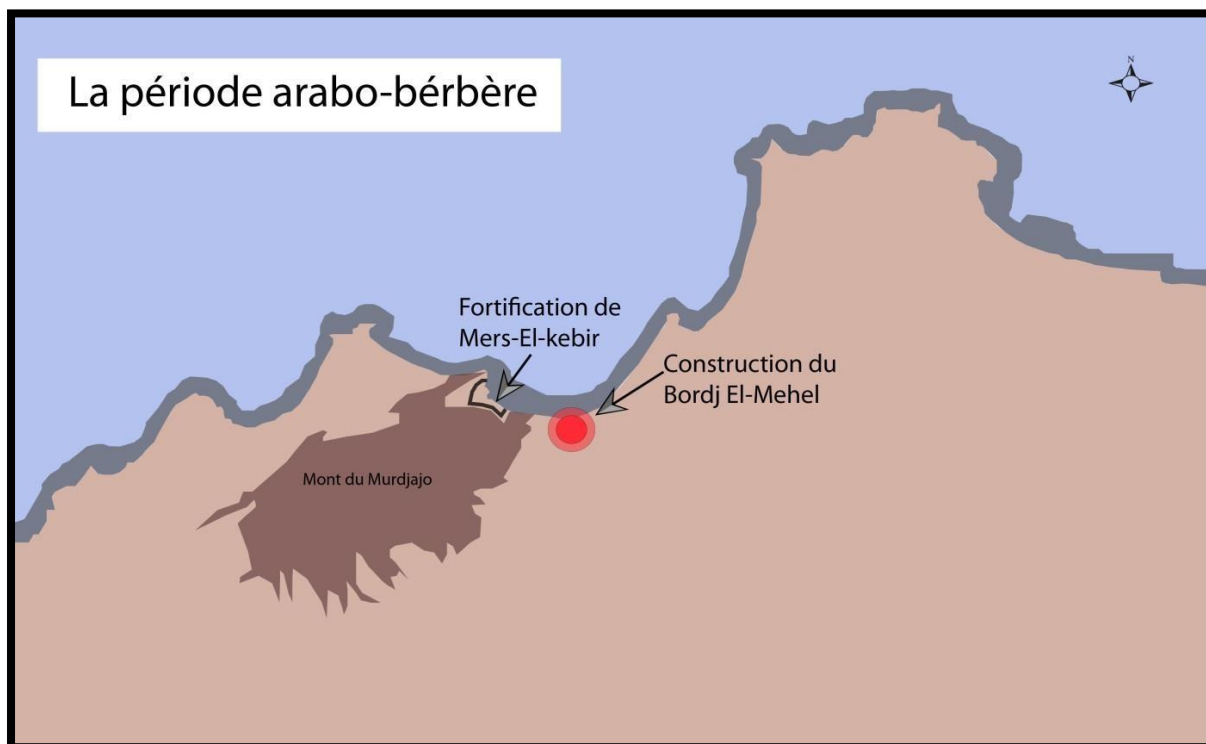 La période arabo-bérbère
N
Fortification de
Mers-El-kebir
Construction du
Bordj El-Mehel
Mont du Murdjajo